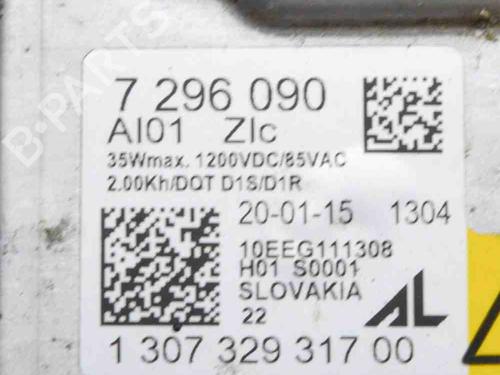 B-PARTS
7 296 090
AI01 ZIc
35Wmax. 1200VDC/85VAC
2.00Kh/DQT D1S/D1R
20-01-15 1304
10EEG111308
H01 S0001
SLOVAKIA
22 AL
1 307 329 317 00